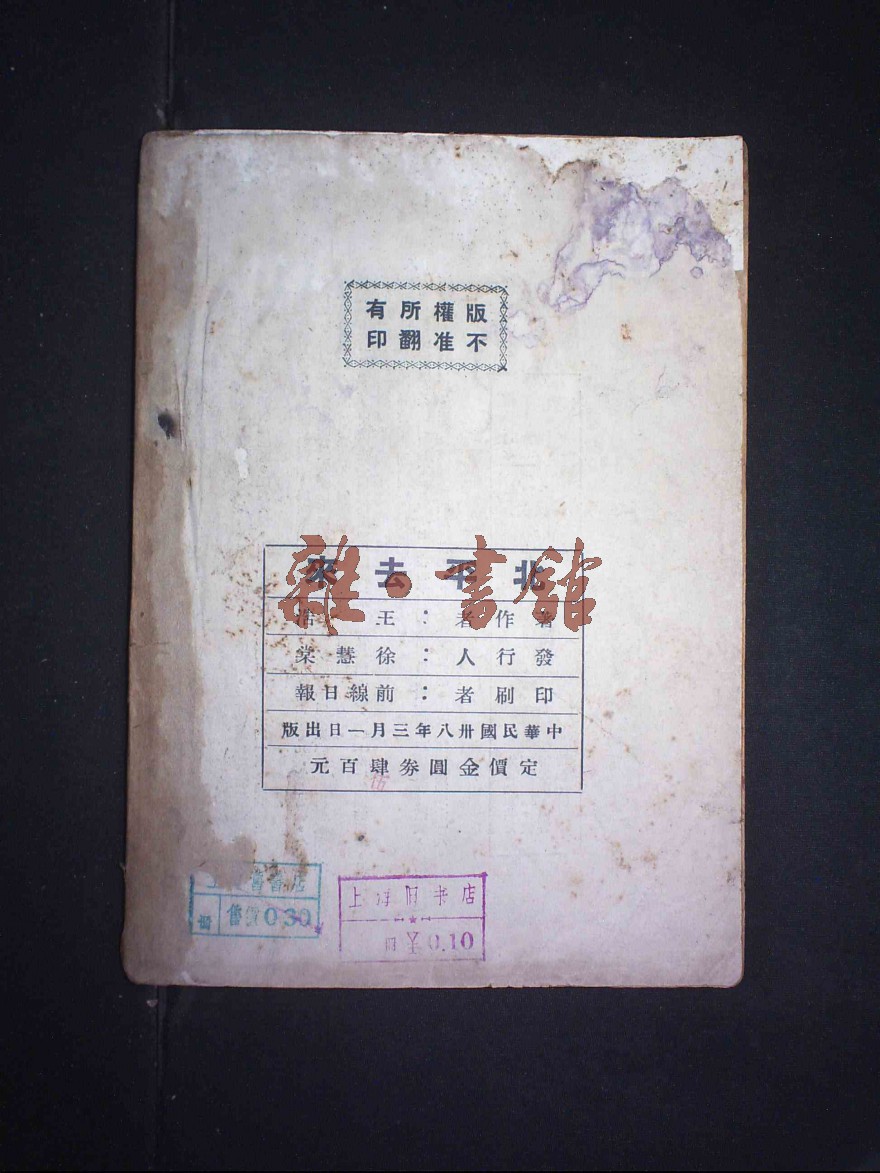 版權所有
不准翻印
北平去來
雜·書館
著作者:王
發行人:徐慧棠
印刷者:前線日報
中華民國卅八年三月一日出版
定價金圓券肆百元
舊書店
售價0.30
上海旧书店
0.10